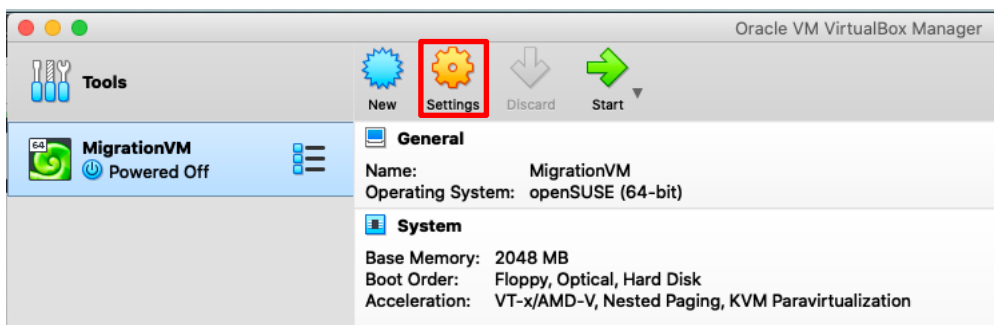 Oracle VM VirtualBox Manager
Tools
New Settings Discard Start
64
MigrationVM
Powered Off
General
Name: MigrationVM
Operating System: openSUSE (64-bit)
System
Base Memory: 2048 MB
Boot Order: Floppy, Optical, Hard Disk
Acceleration: VT-x/AMD-V, Nested Paging, KVM Paravirtualization